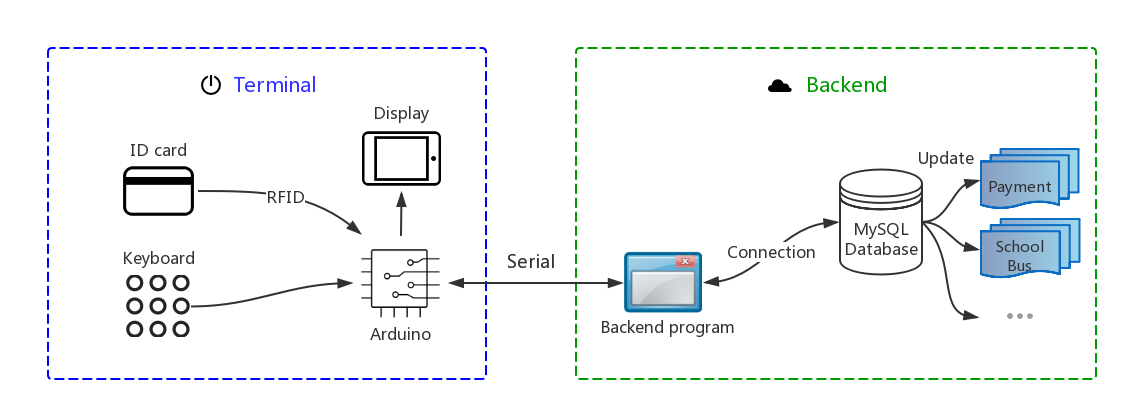 Terminal
Display
ID card
RFID
Keyboard
Arduino
Serial
Backend
Update
Payment
MySQL
Database
School
Bus
Connection
Backend program